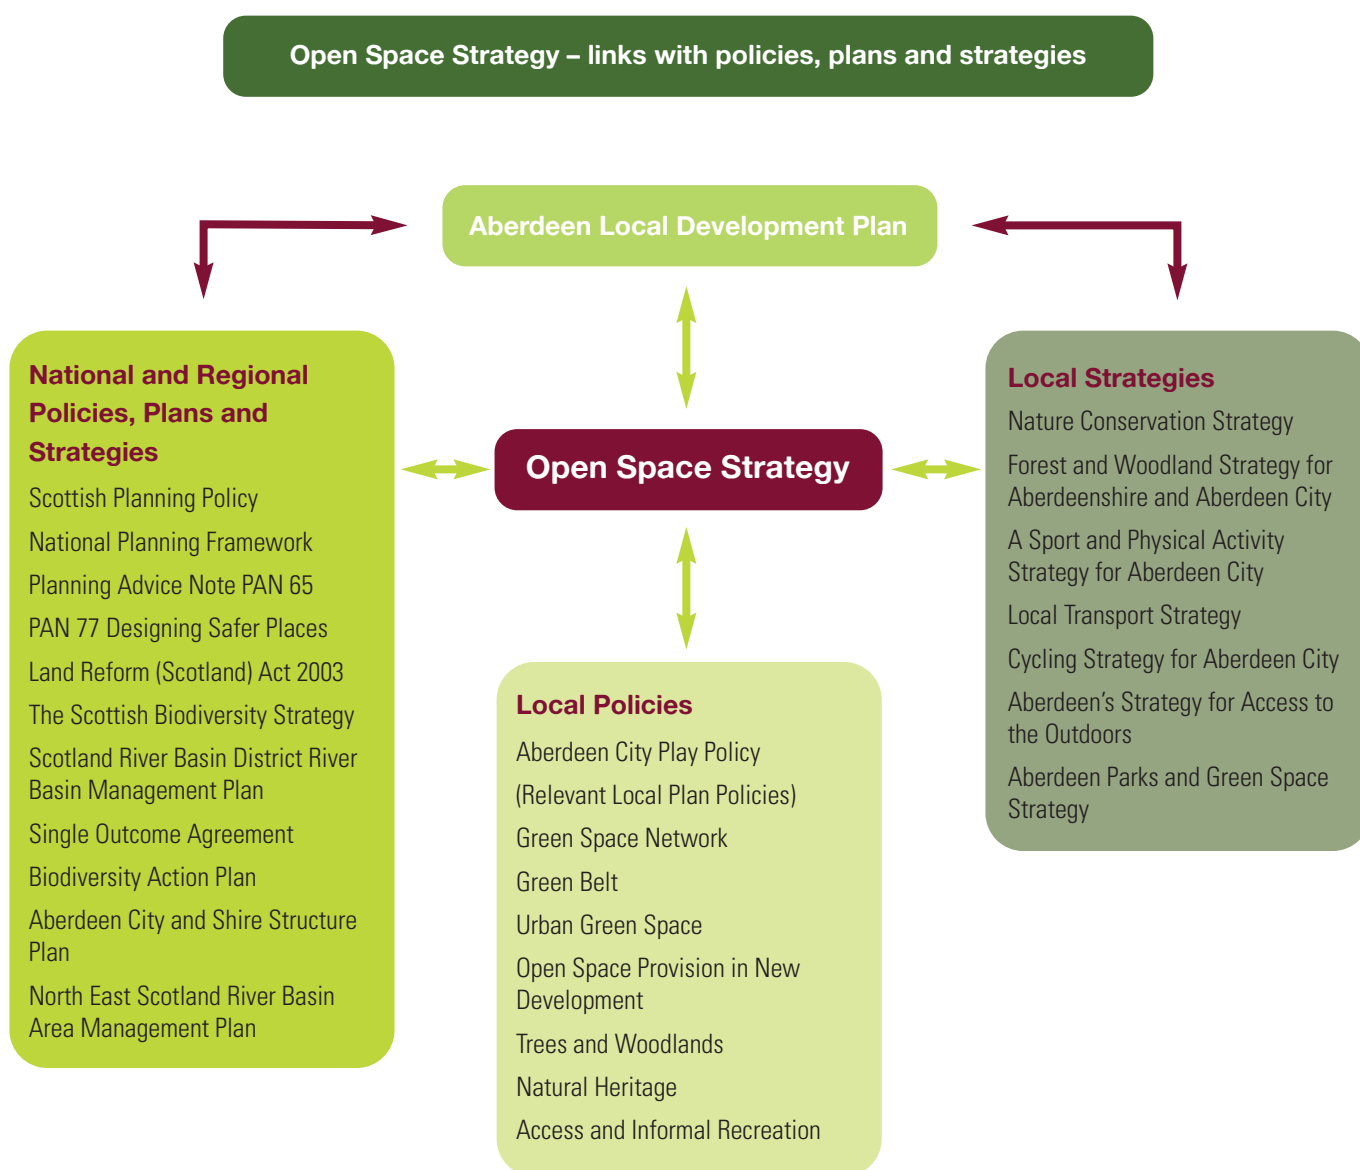 Open Space Strategy – links with policies, plans and strategies
Aberdeen Local Development Plan
National and Regional
Policies, Plans and
Strategies
Scottish Planning Policy
National Planning Framework
Planning Advice Note PAN 65
PAN 77 Designing Safer Places
Land Reform (Scotland) Act 2003
The Scottish Biodiversity Strategy
Scotland River Basin District River
Basin Management Plan
Single Outcome Agreement
Biodiversity Action Plan
Aberdeen City and Shire Structure
Plan
North East Scotland River Basin
Area Management Plan
Open Space Strategy
Local Policies
Aberdeen City Play Policy
(Relevant Local Plan Policies)
Green Space Network
Green Belt
Urban Green Space
Open Space Provision in New
Development
Trees and Woodlands
Natural Heritage
Access and Informal Recreation
Local Strategies
Nature Conservation Strategy
Forest and Woodland Strategy for
Aberdeenshire and Aberdeen City
A Sport and Physical Activity
Strategy for Aberdeen City
Local Transport Strategy
Cycling Strategy for Aberdeen City
Aberdeen’s Strategy for Access to
the Outdoors
Aberdeen Parks and Green Space
Strategy